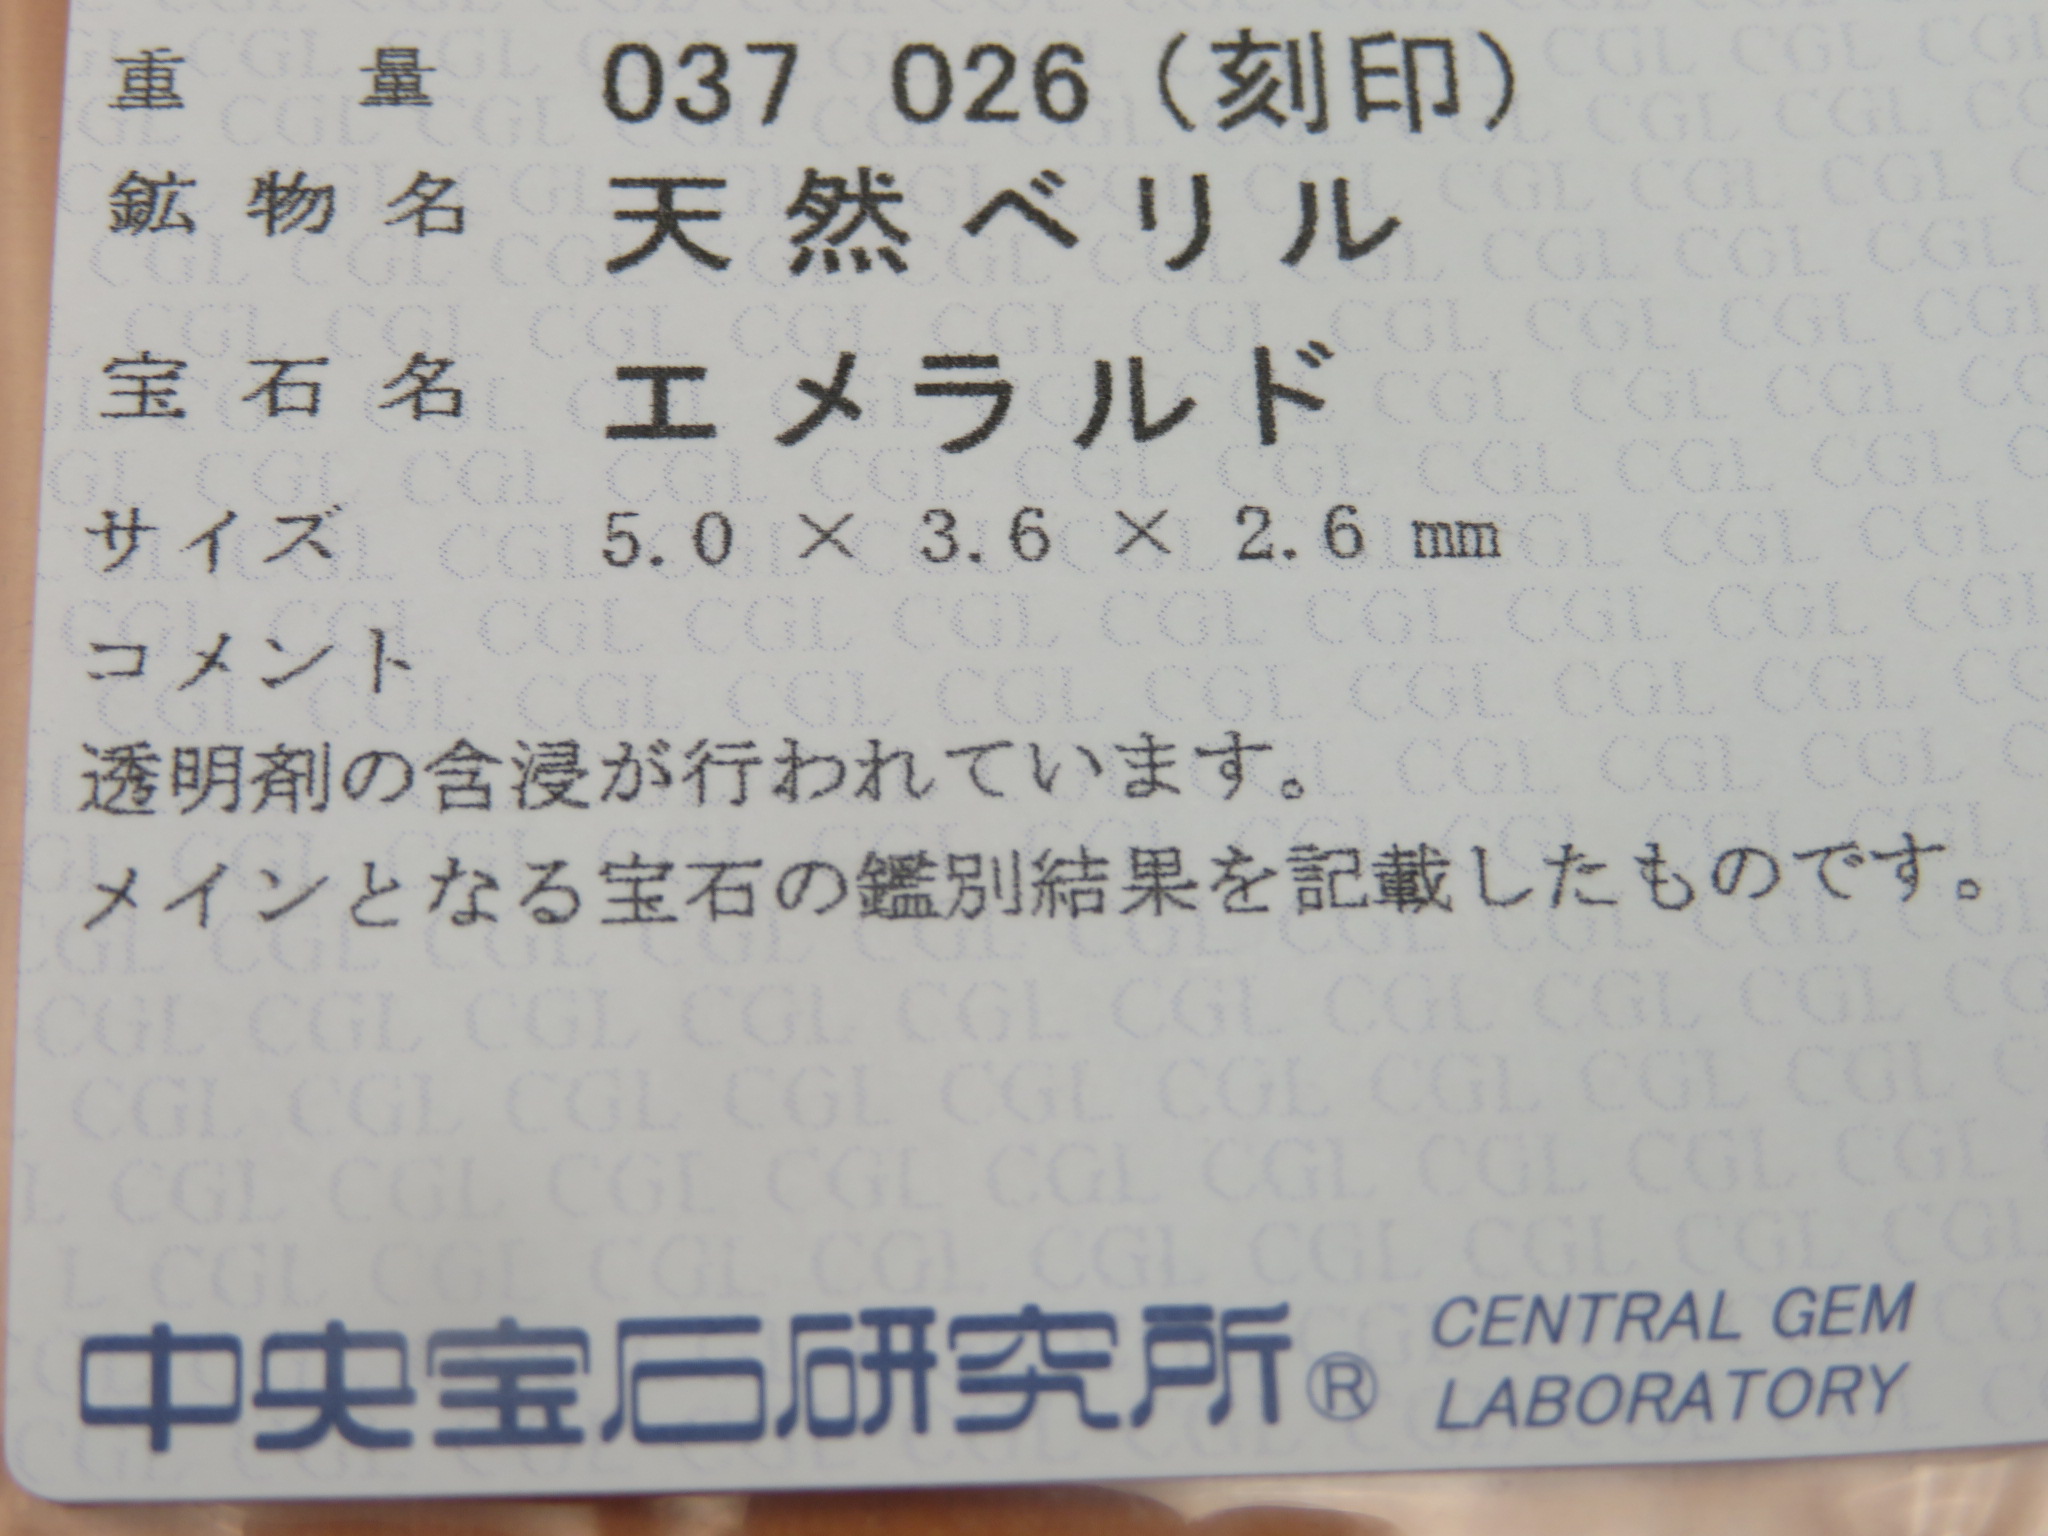 重量 037 026（刻印）
鉱物名 天然ベリル
宝石名 エメラルド
サイズ 5.0 × 3.6 × 2.6 mm
コメント
透明剤の含浸が行われています。
メインとなる宝石の鑑別結果を記載したものです。
中央宝石研究所® CENTRAL GEM
LABORATORY